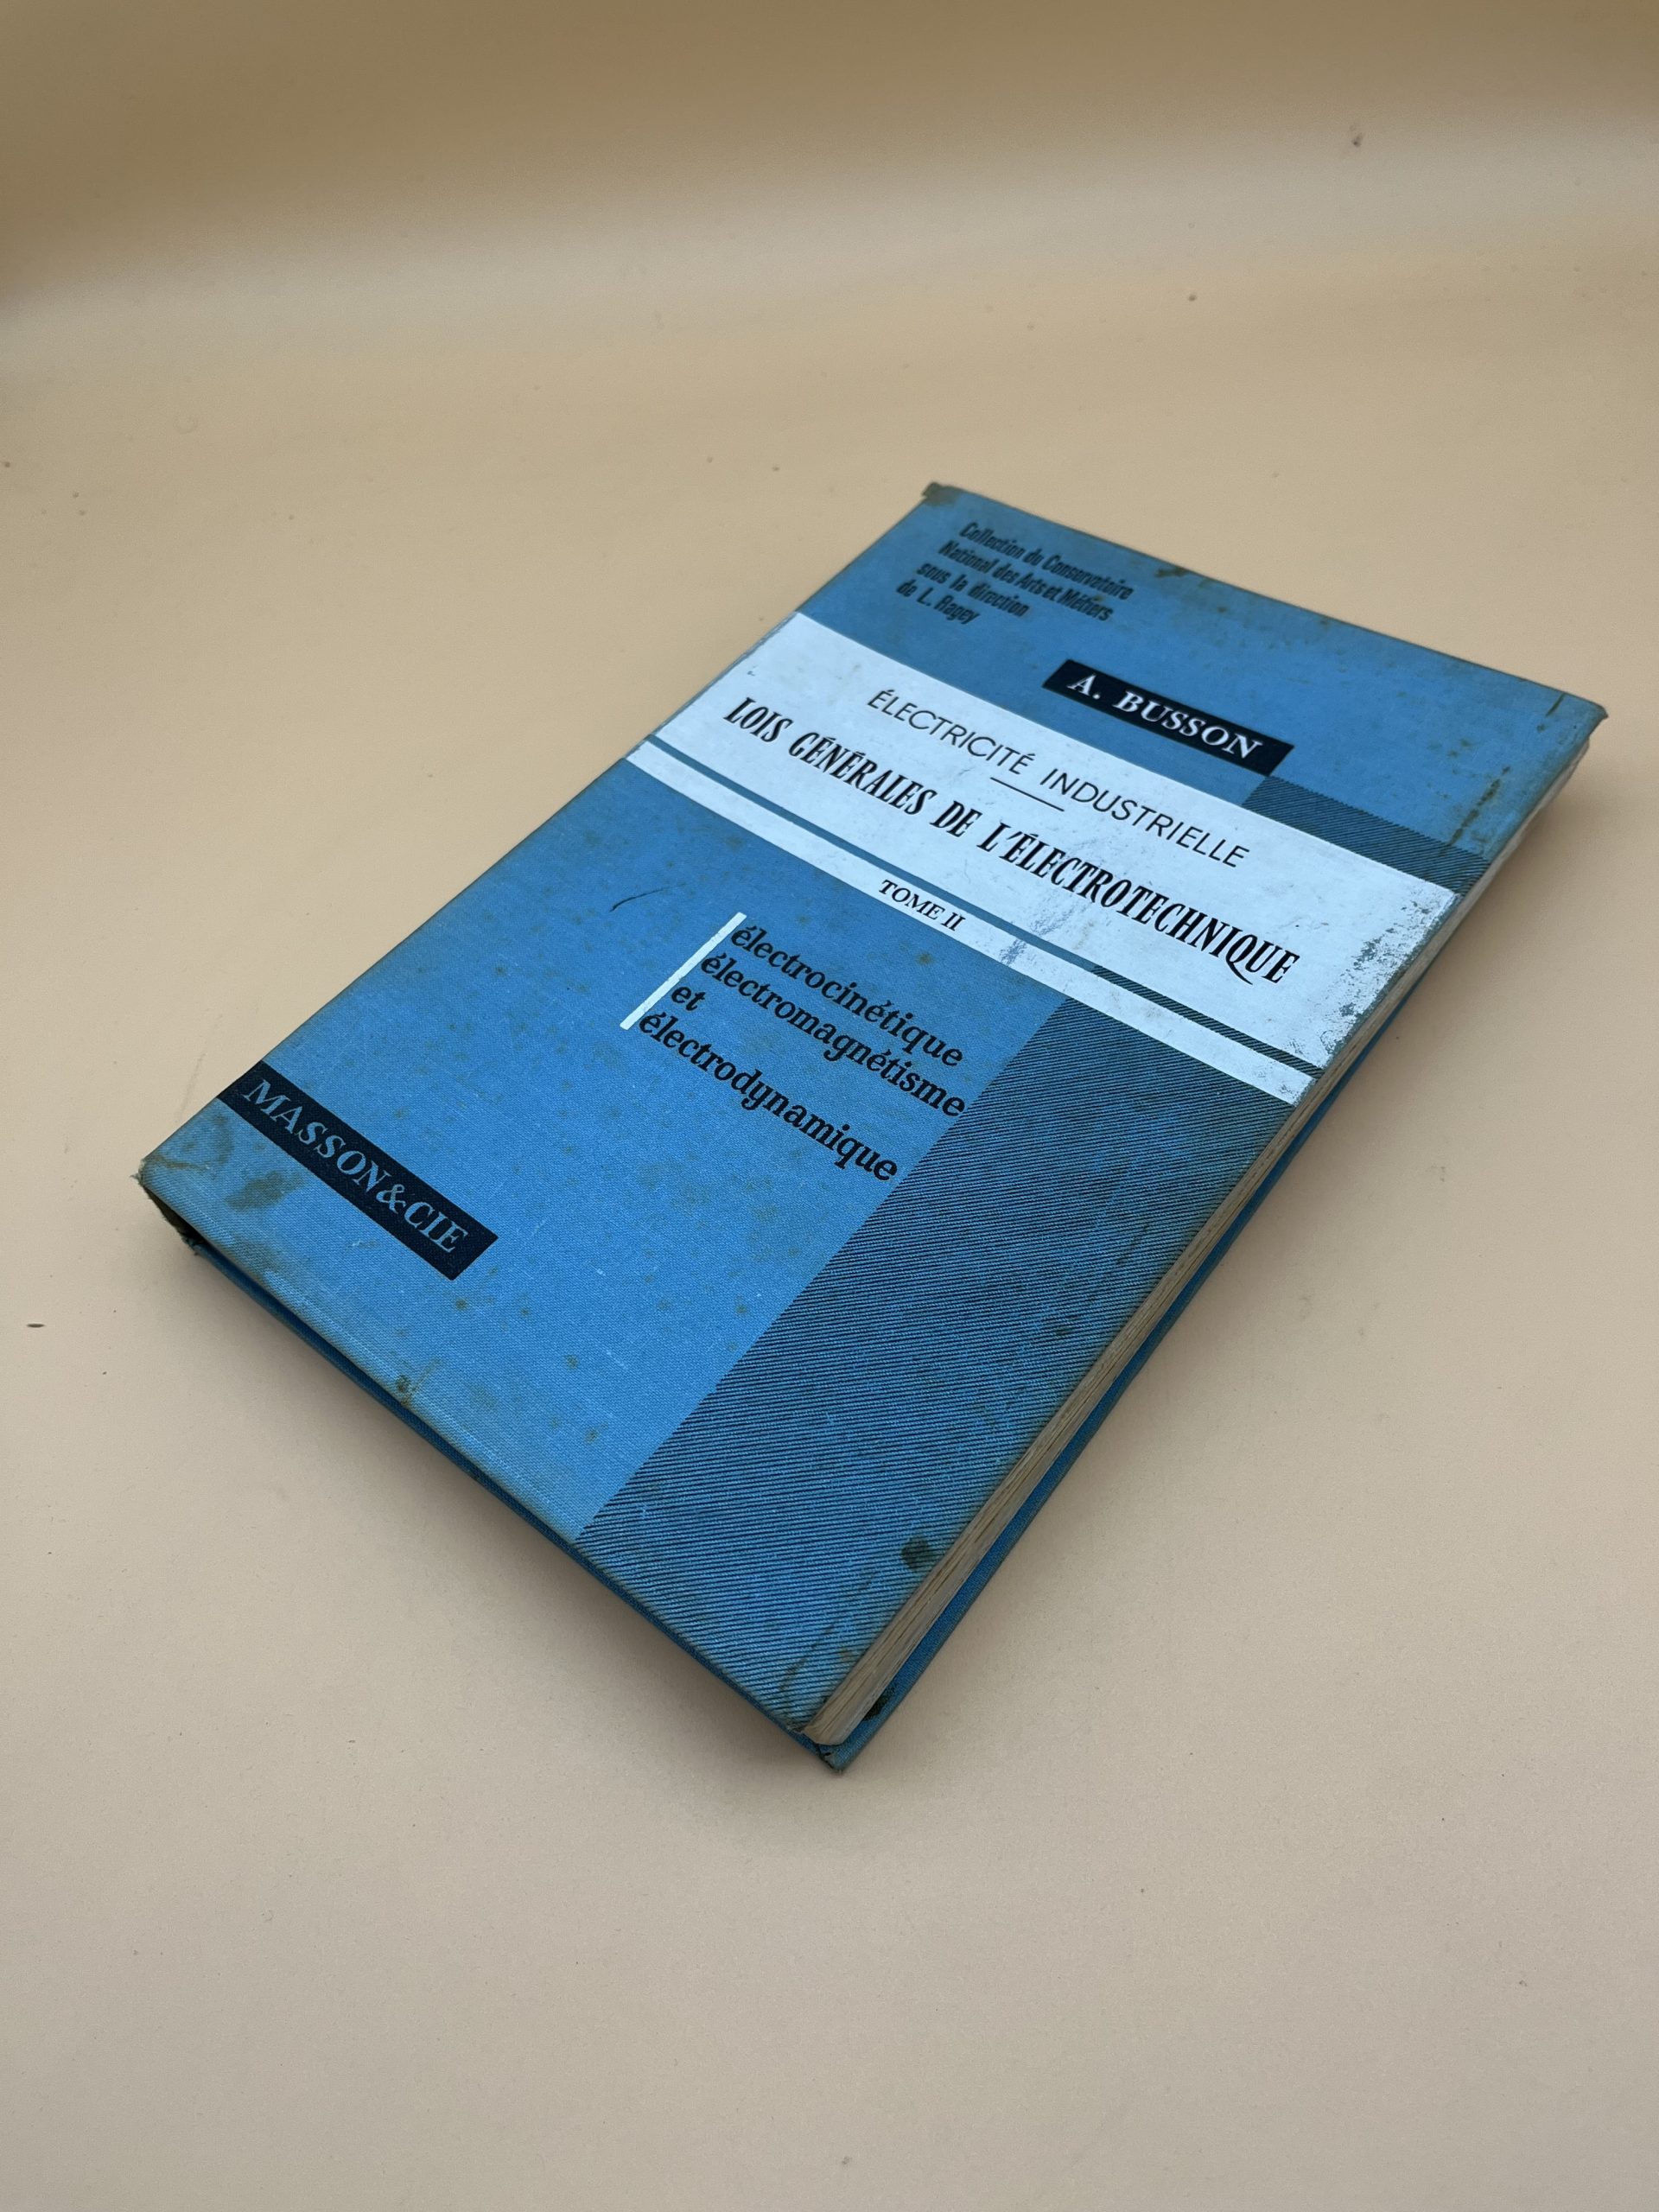 Collection du Conservatoire
National des Arts et Métiers
sous la direction
de L. Ragey
A. BUSSON
ÉLECTRICITÉ INDUSTRIELLE
LOIS GÉNÉRALES DE L'ÉLECTROTECHNIQUE
TOME II
électrocinétique
électromagnétisme
et
électrodynamique
MASSON & CIE